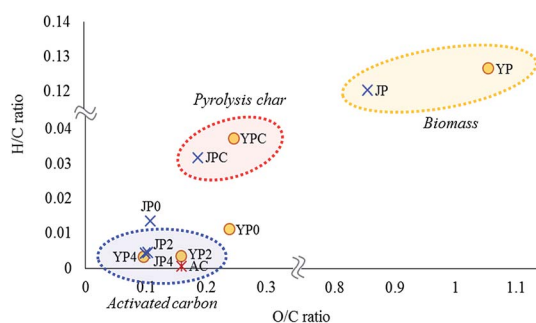 0.14
0.13
0.12
0.04
0.03
0.02
0.01
0
H/C ratio
YP
JP
Biomass
Pyrolysis char
YPC
JPC
JP0
YP0
JP2
YP4
JP4
YP2
AC
Activated carbon
0 0.1 0.2 0.3 0.8 0.9 1 1.1
O/C ratio